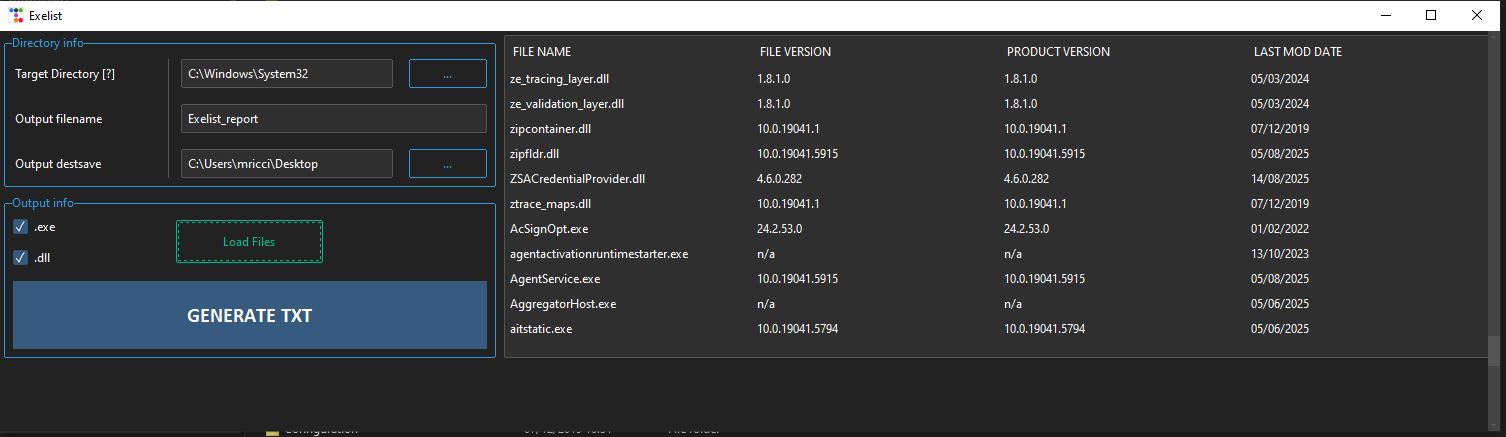 Exelist
Directory info
Target Directory [?] C:\Windows\System32 ...
Output filename Exelist_report
Output destsave C:\Users\mricci\Desktop ...
Output info
.exe
Load Files
.dll
GENERATE TXT
FILE NAME FILE VERSION PRODUCT VERSION LAST MOD DATE
ze_tracing_layer.dll 1.8.1.0 1.8.1.0 05/03/2024
ze_validation_layer.dll 1.8.1.0 1.8.1.0 05/03/2024
zipcontainer.dll 10.0.19041.1 10.0.19041.1 07/12/2019
zipfldr.dll 10.0.19041.5915 10.0.19041.5915 05/08/2025
ZSACredentialProvider.dll 4.6.0.282 4.6.0.282 14/08/2025
ztrace_maps.dll 10.0.19041.1 10.0.19041.1 07/12/2019
AcSignOpt.exe 24.2.53.0 24.2.53.0 01/02/2022
agentactivationruntimestarter.exe n/a n/a 13/10/2023
AgentService.exe 10.0.19041.5915 10.0.19041.5915 05/08/2025
AggregatorHost.exe n/a n/a 05/06/2025
aitstatic.exe 10.0.19041.5794 10.0.19041.5794 05/06/2025